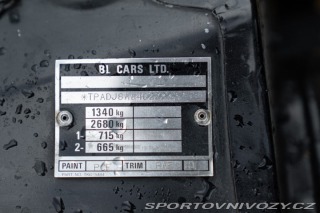 BL CARS LTD.
1340 kg
2680 kg
1- 715 kg
2- 665 kg
PAINT TRIM
SPORTOVNIVOZY.CZ